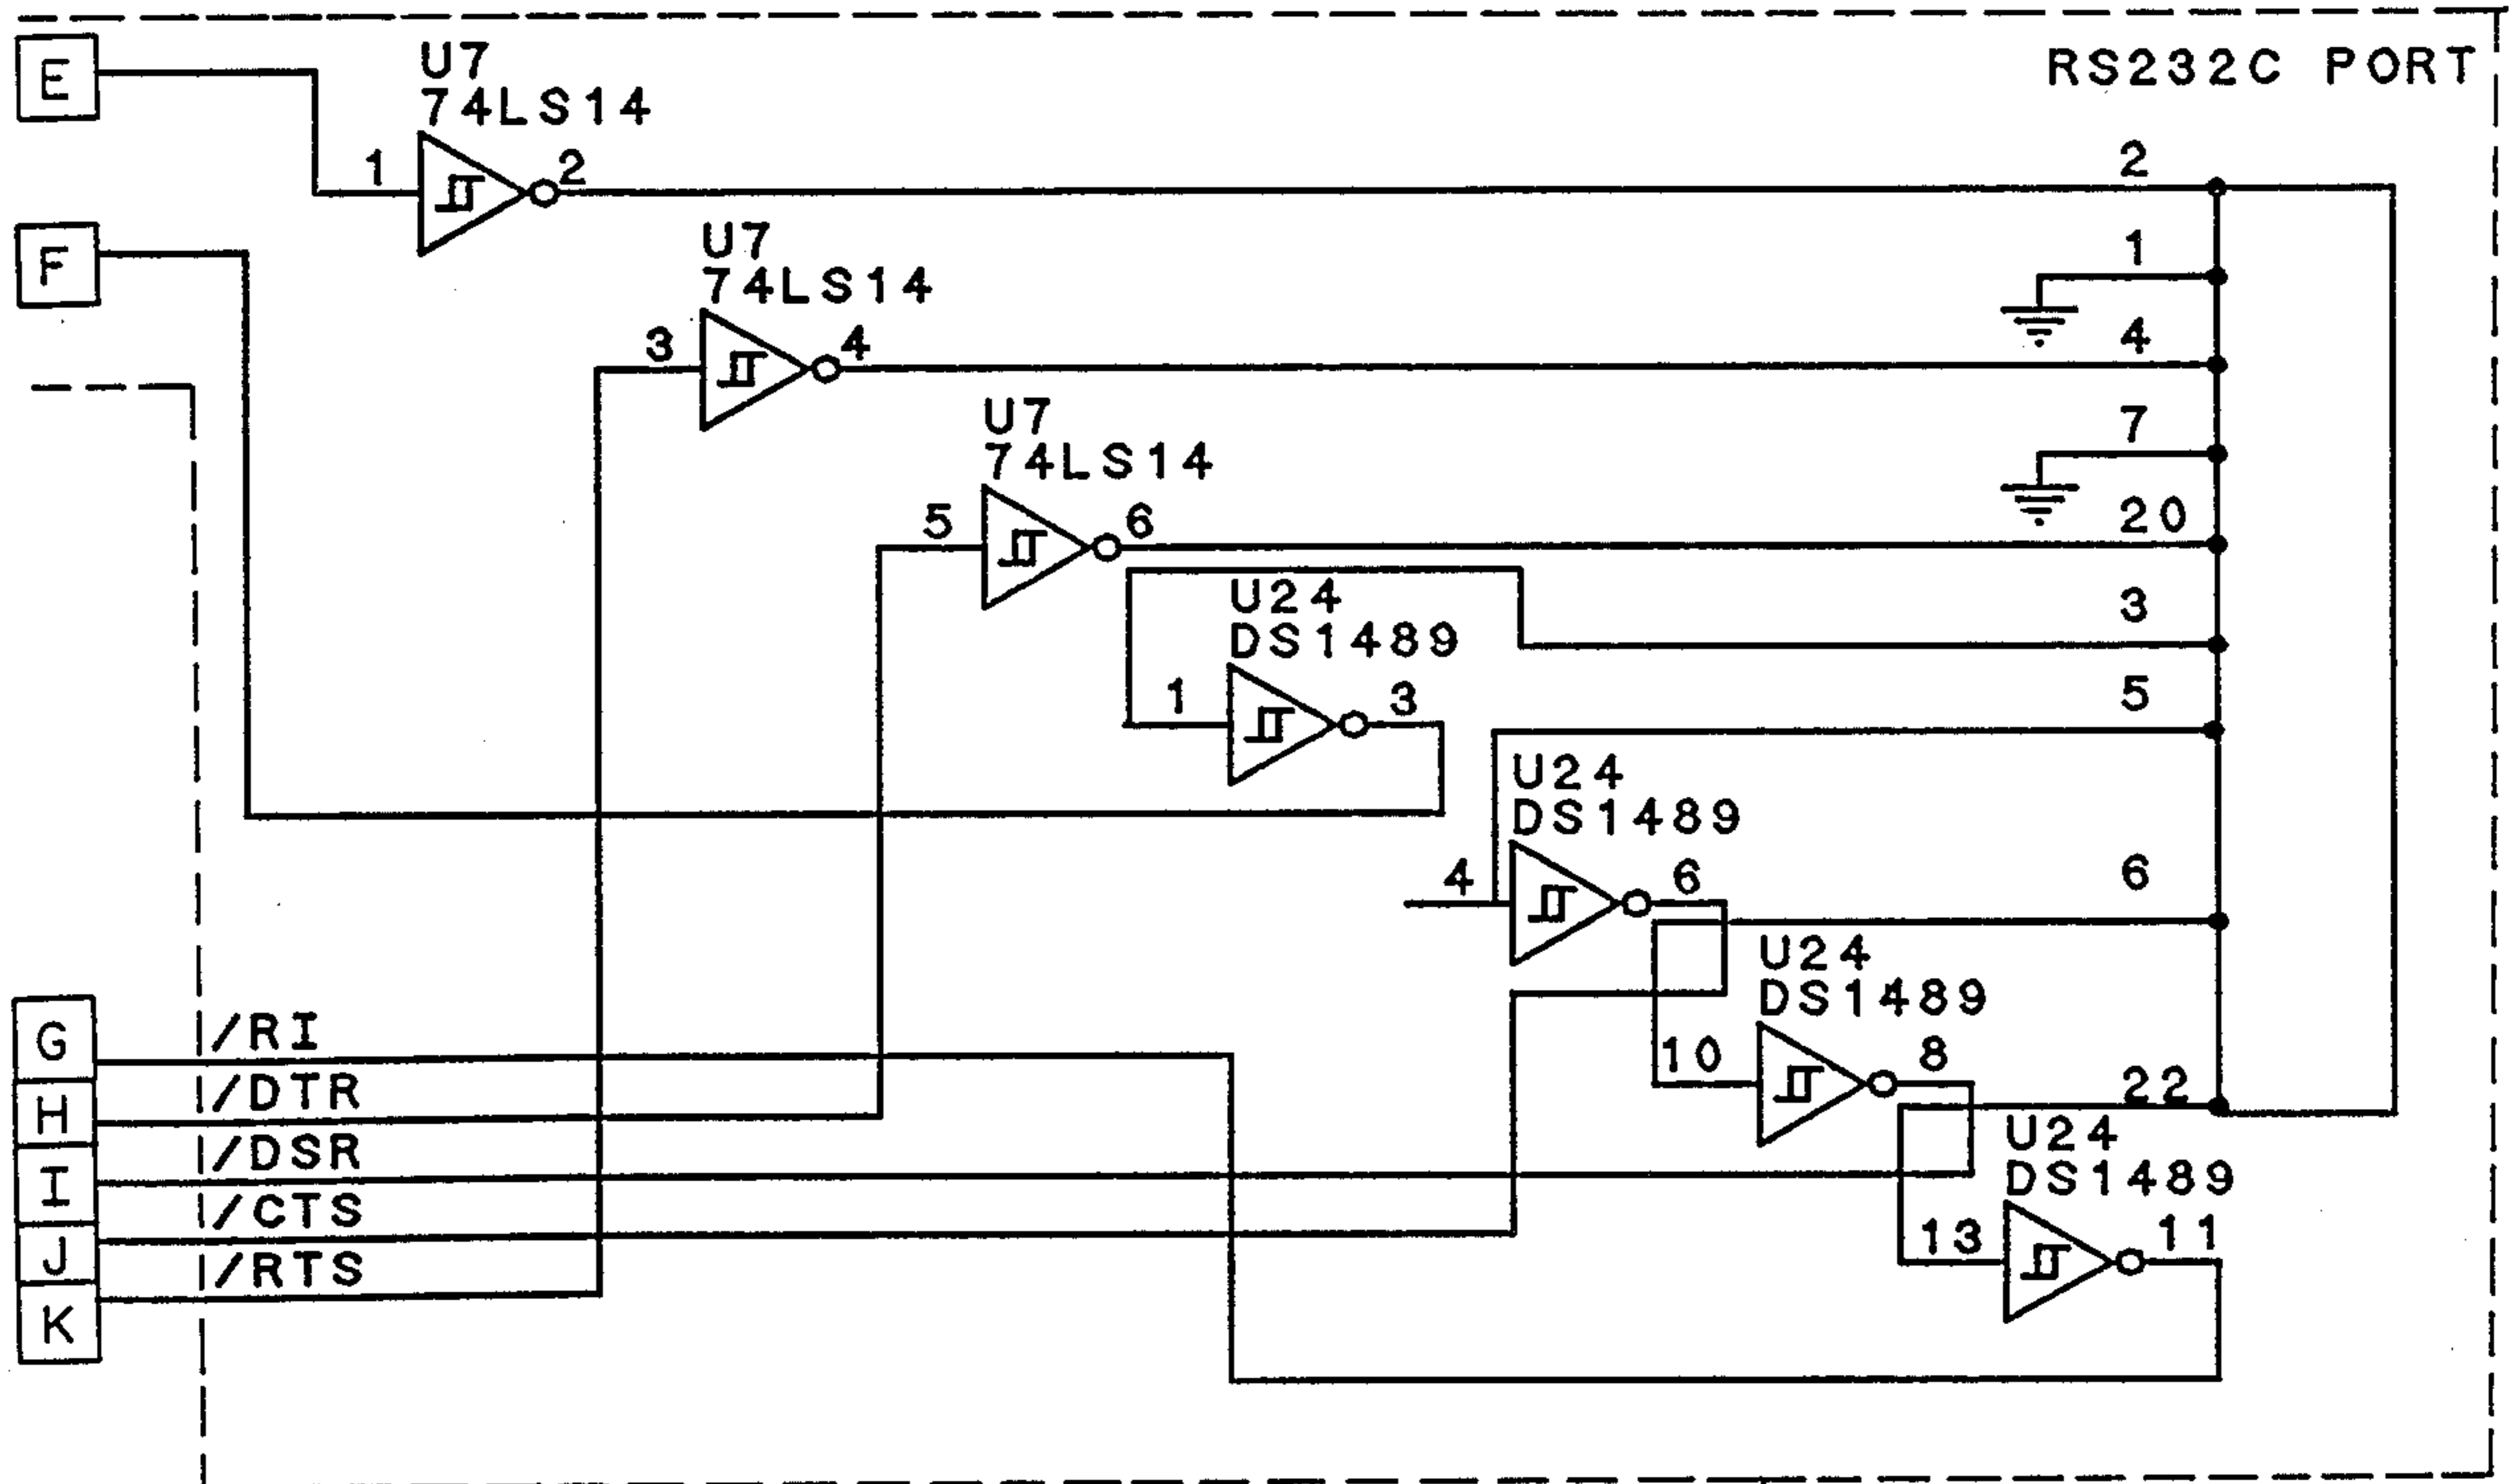 E
RS232C PORT
U7
74LS14
1
2
2
F
U7
74LS14
1
3
4
4
U7
74LS14
7
5
6
20
U24
DS1489
3
1
3
5
U24
DS1489
4
6
6
U24
DS1489
G
/RI
10
8
H
/DTR
22
U24
DS1489
I
/DSR
J
/CTS
13
11
K
/RTS